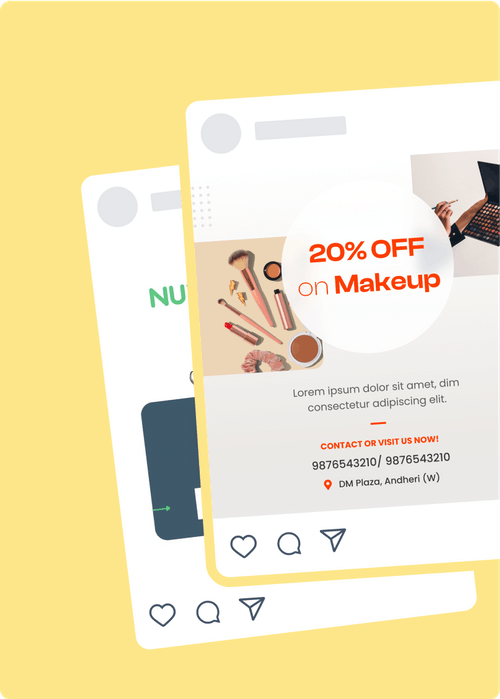 20% OFF
on Makeup
Lorem ipsum dolor sit amet, dim
consectetur adipiscing elit.
CONTACT OR VISIT US NOW!
9876543210/ 9876543210
DM Plaza, Andheri (W)
NU